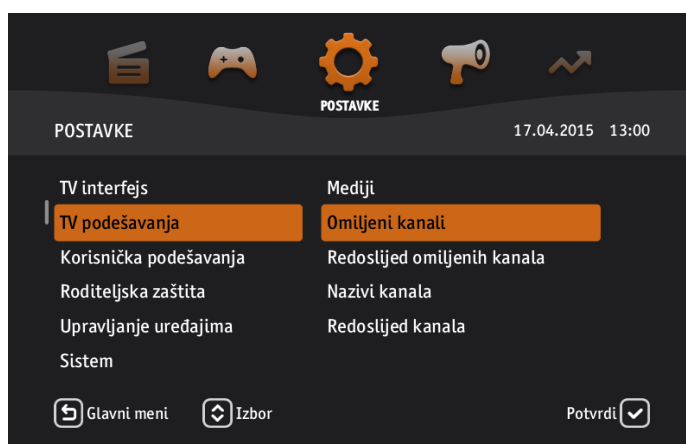 POSTAVKE
POSTAVKE 17.04.2015 13:00
TV interfejs Mediji
TV podešavanja Omiljeni kanali
Korisnička podešavanja Redoslijed omiljenih kanala
Roditeljska zaštita Nazivi kanala
Upravljanje uređajima Redoslijed kanala
Sistem
Glavni meni Izbor Potvrdi